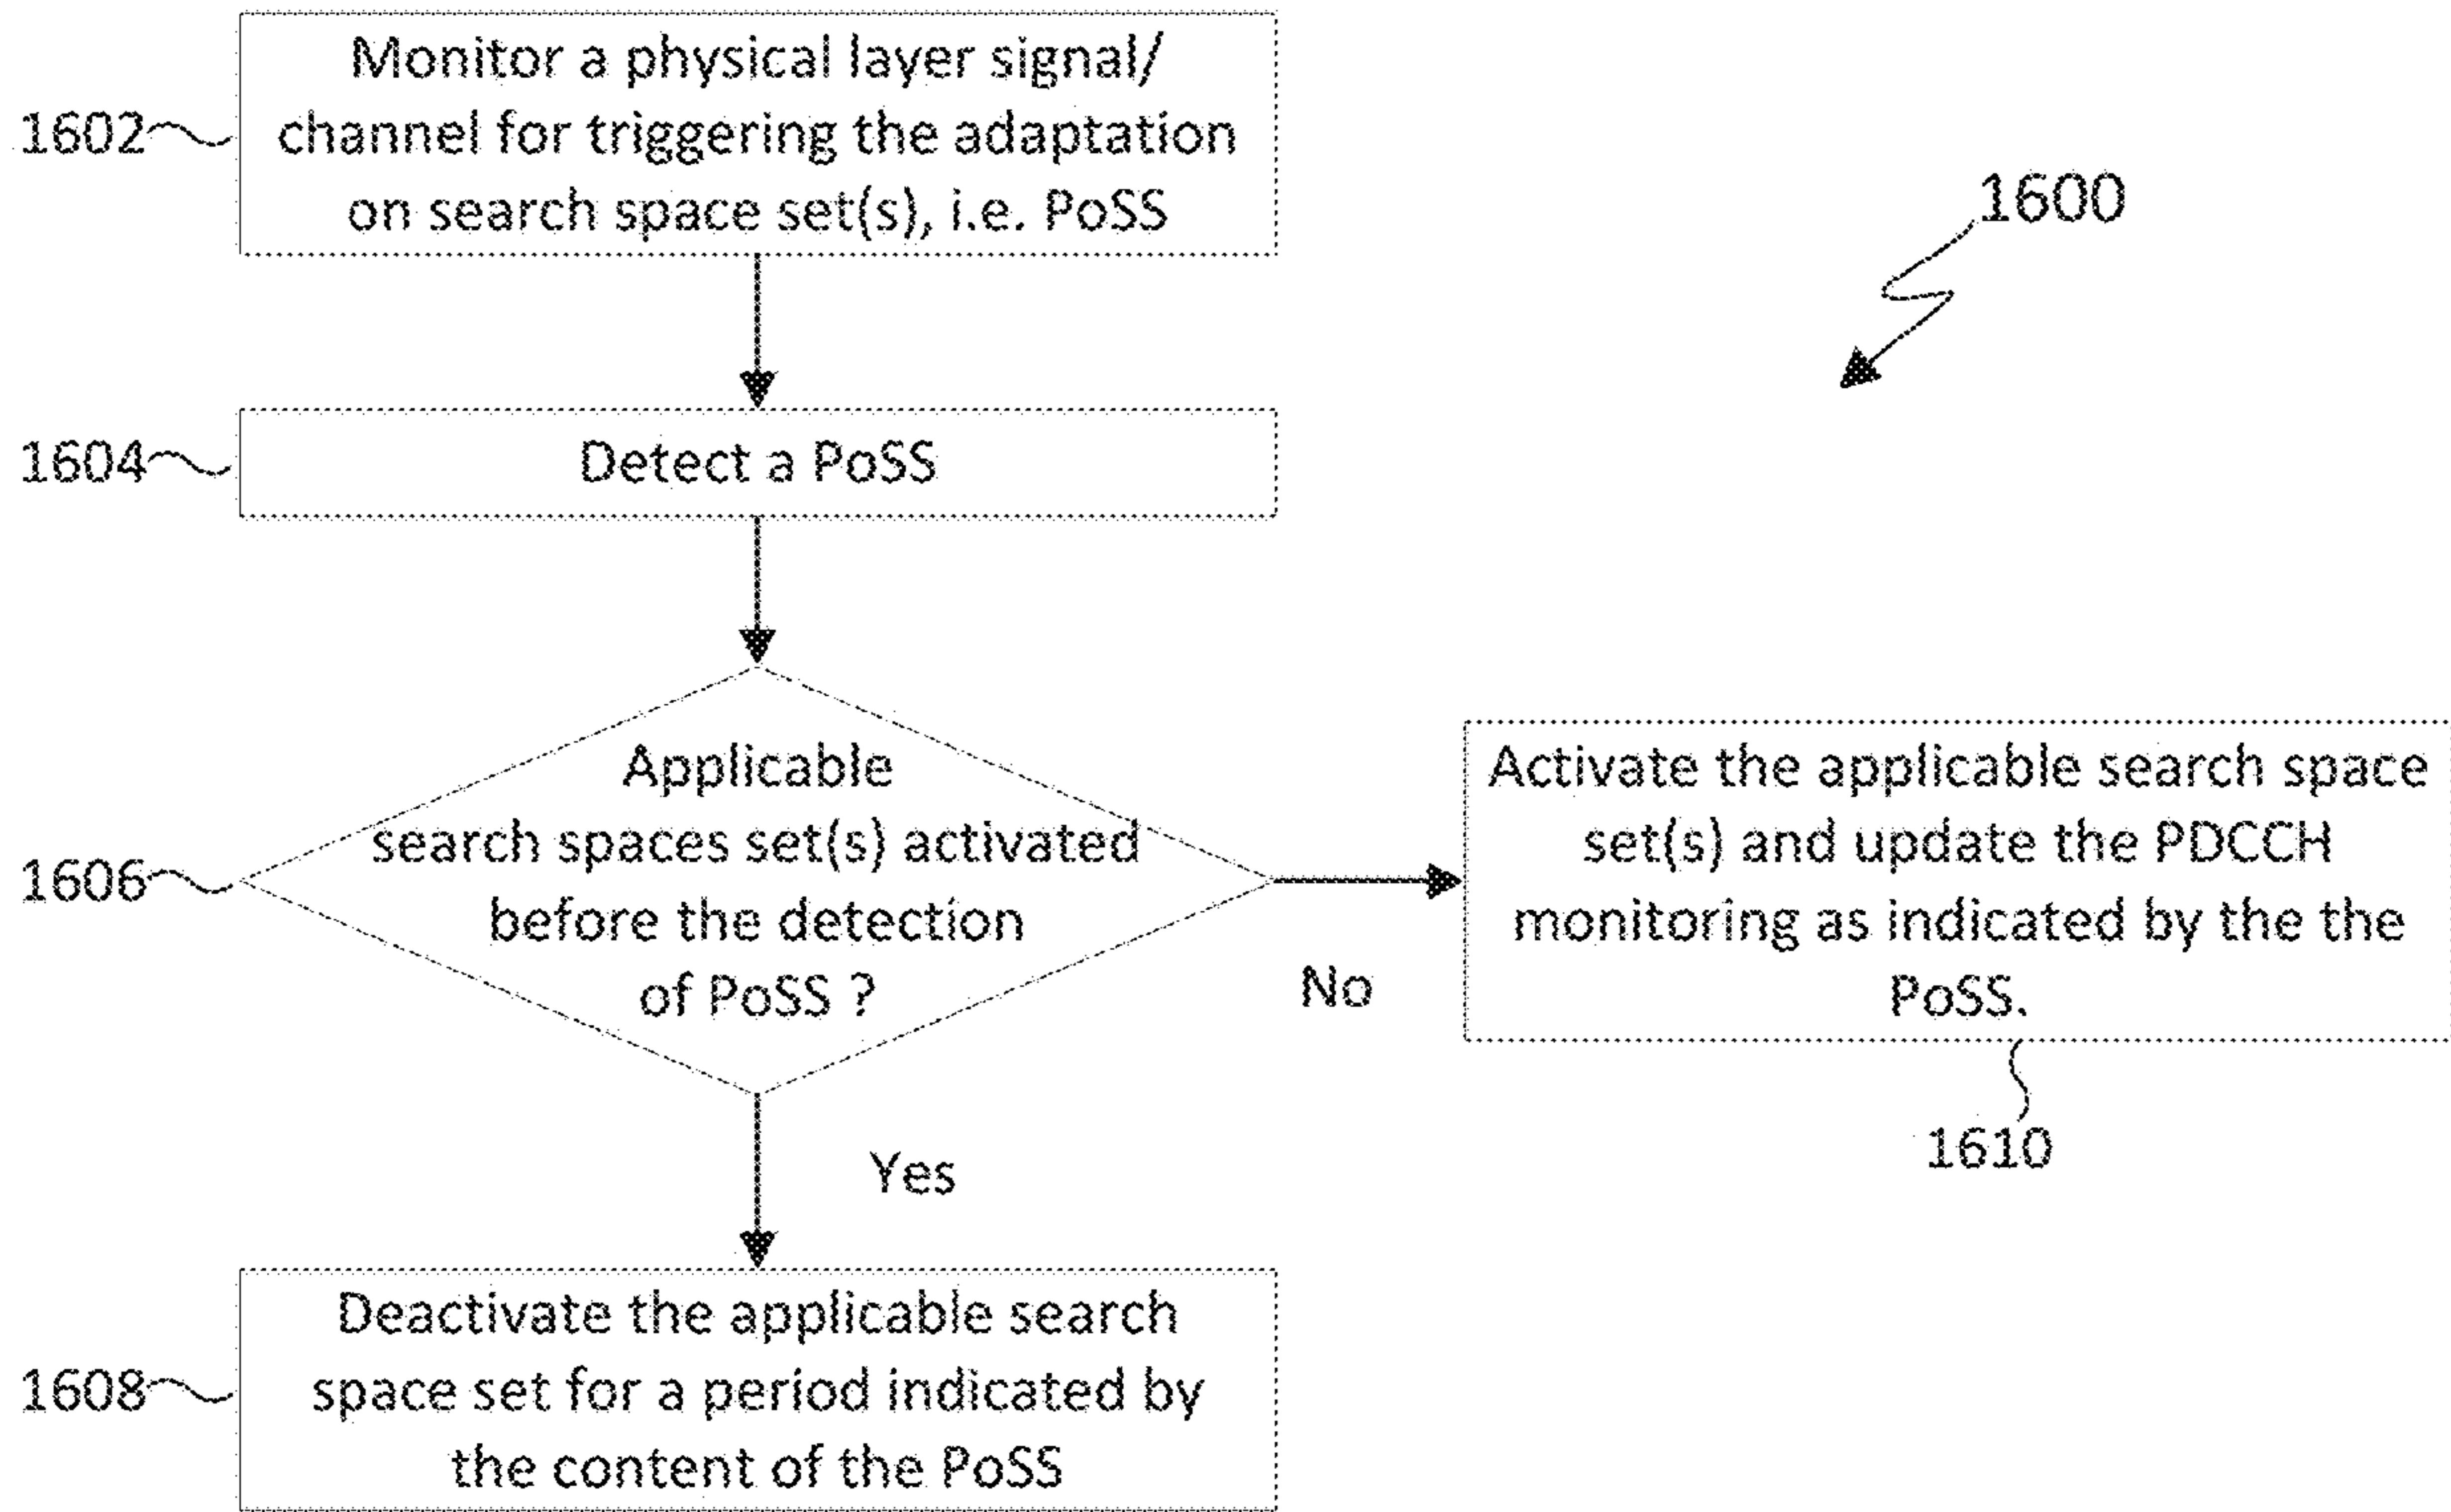 Monitor a physical layer signal/
channel for triggering the adaptation
on search space set(s), i.e. PoSS
1602
1600
Detect a PoSS
1604
Applicable
search spaces set(s) activated
before the detection
of PoSS ?
1606
No
Activate the applicable search space
set(s) and update the PDCCH
monitoring as indicated by the the
PoSS.
1610
Yes
Deactivate the applicable search
space set for a period indicated by
the content of the PoSS
1608